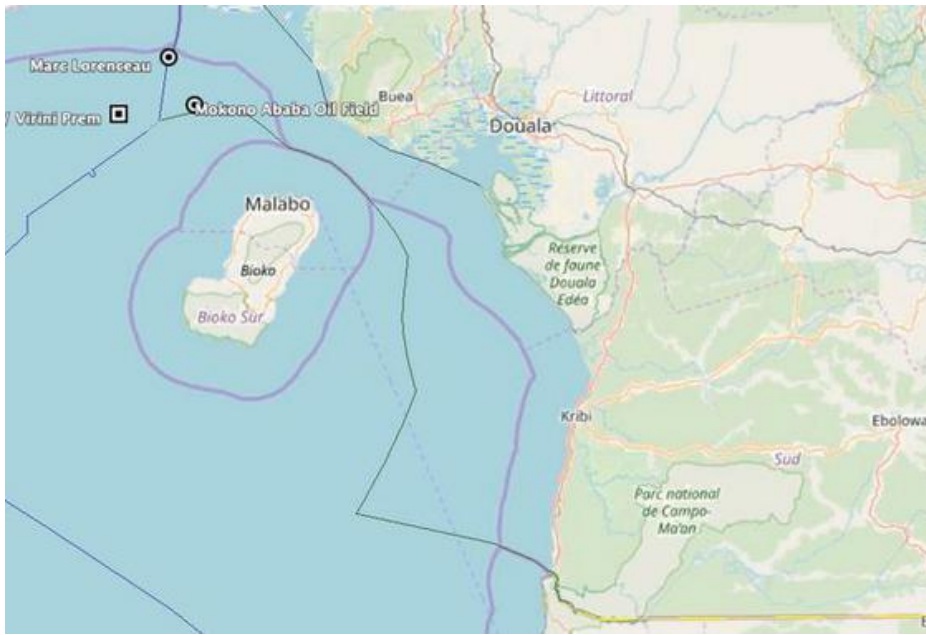 Marc Lorenceau
Mokono Ababa Oil Field
/ Virini Prem
Buea
Littoral
Douala
Malabo
Bioko
Bioko Sur
Réserve
de faune
Douala
Edéa
Kribi
Ebolowa
Sud
Parc national
de Campo-
Ma'an